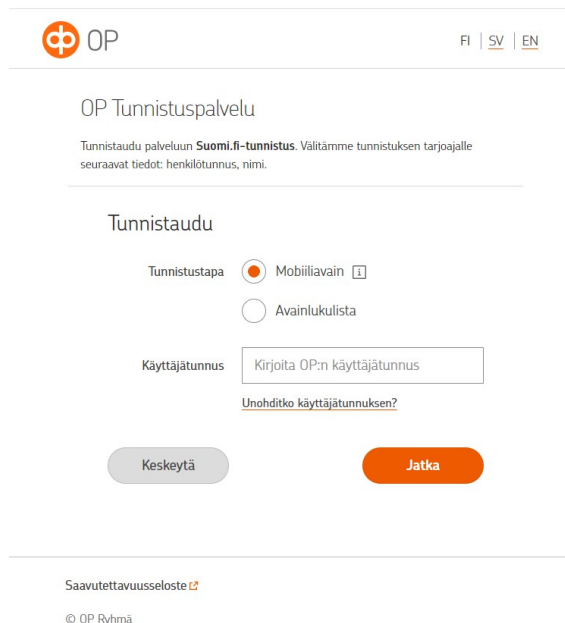 OP
FI | SV | EN
OP Tunnistuspalvelu
Tunnistaudu palveluun Suomi.fi-tunnistus. Välitämme tunnistuksen tarjoajalle
seuraavat tiedot: henkilötunnus, nimi.
Tunnistaudu
Tunnistustapa Mobiiliavain i
Avainlukulista
Käyttäjätunnus Kirjoita OP:n käyttäjätunnus
Unohditko käyttäjätunnuksen?
Keskeytä Jatka
Saavutettavuusseloste
© OP Ryhmä